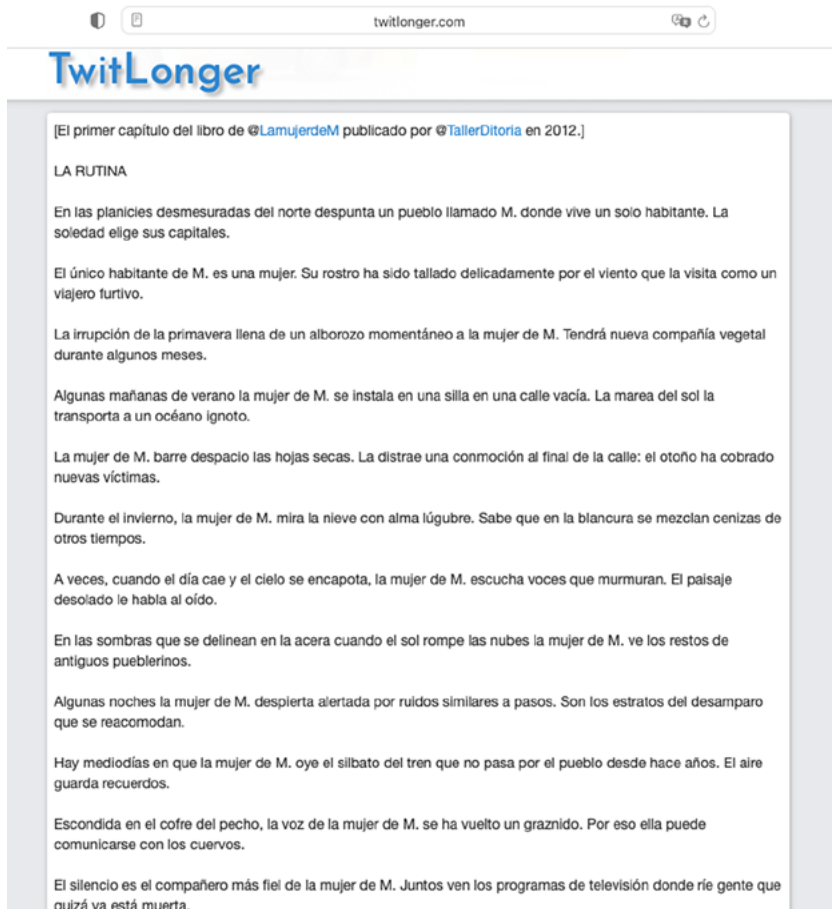 twitlonger.com
TwitLonger
[El primer capítulo del libro de @LamujerdeM publicado por @TallerDitoria en 2012.]
LA RUTINA
En las planicies desmesuradas del norte despunta un pueblo llamado M. donde vive un solo habitante. La
soledad elige sus capitales.
El único habitante de M. es una mujer. Su rostro ha sido tallado delicadamente por el viento que la visita como un
viajero furtivo.
La irrupción de la primavera llena de un alborozo momentáneo a la mujer de M. Tendrá nueva compañía vegetal
durante algunos meses.
Algunas mañanas de verano la mujer de M. se instala en una silla en una calle vacía. La marea del sol la
transporta a un océano ignoto.
La mujer de M. barre despacio las hojas secas. La distrae una conmoción al final de la calle: el otoño ha cobrado
nuevas víctimas.
Durante el invierno, la mujer de M. mira la nieve con alma lúgubre. Sabe que en la blancura se mezclan cenizas de
otros tiempos.
A veces, cuando el día cae y el cielo se encapota, la mujer de M. escucha voces que murmuran. El paisaje
desolado le habla al oído.
En las sombras que se delinean en la acera cuando el sol rompe las nubes la mujer de M. ve los restos de
antiguos pueblerinos.
Algunas noches la mujer de M. despierta alertada por ruidos similares a pasos. Son los estratos del desamparo
que se reacomodan.
Hay mediodías en que la mujer de M. oye el silbato del tren que no pasa por el pueblo desde hace años. El aire
guarda recuerdos.
Escondida en el cofre del pecho, la voz de la mujer de M. se ha vuelto un graznido. Por eso ella puede
comunicarse con los cuervos.
El silencio es el compañero más fiel de la mujer de M. Juntos ven los programas de televisión donde ríe gente que
quizá ya está muerta.